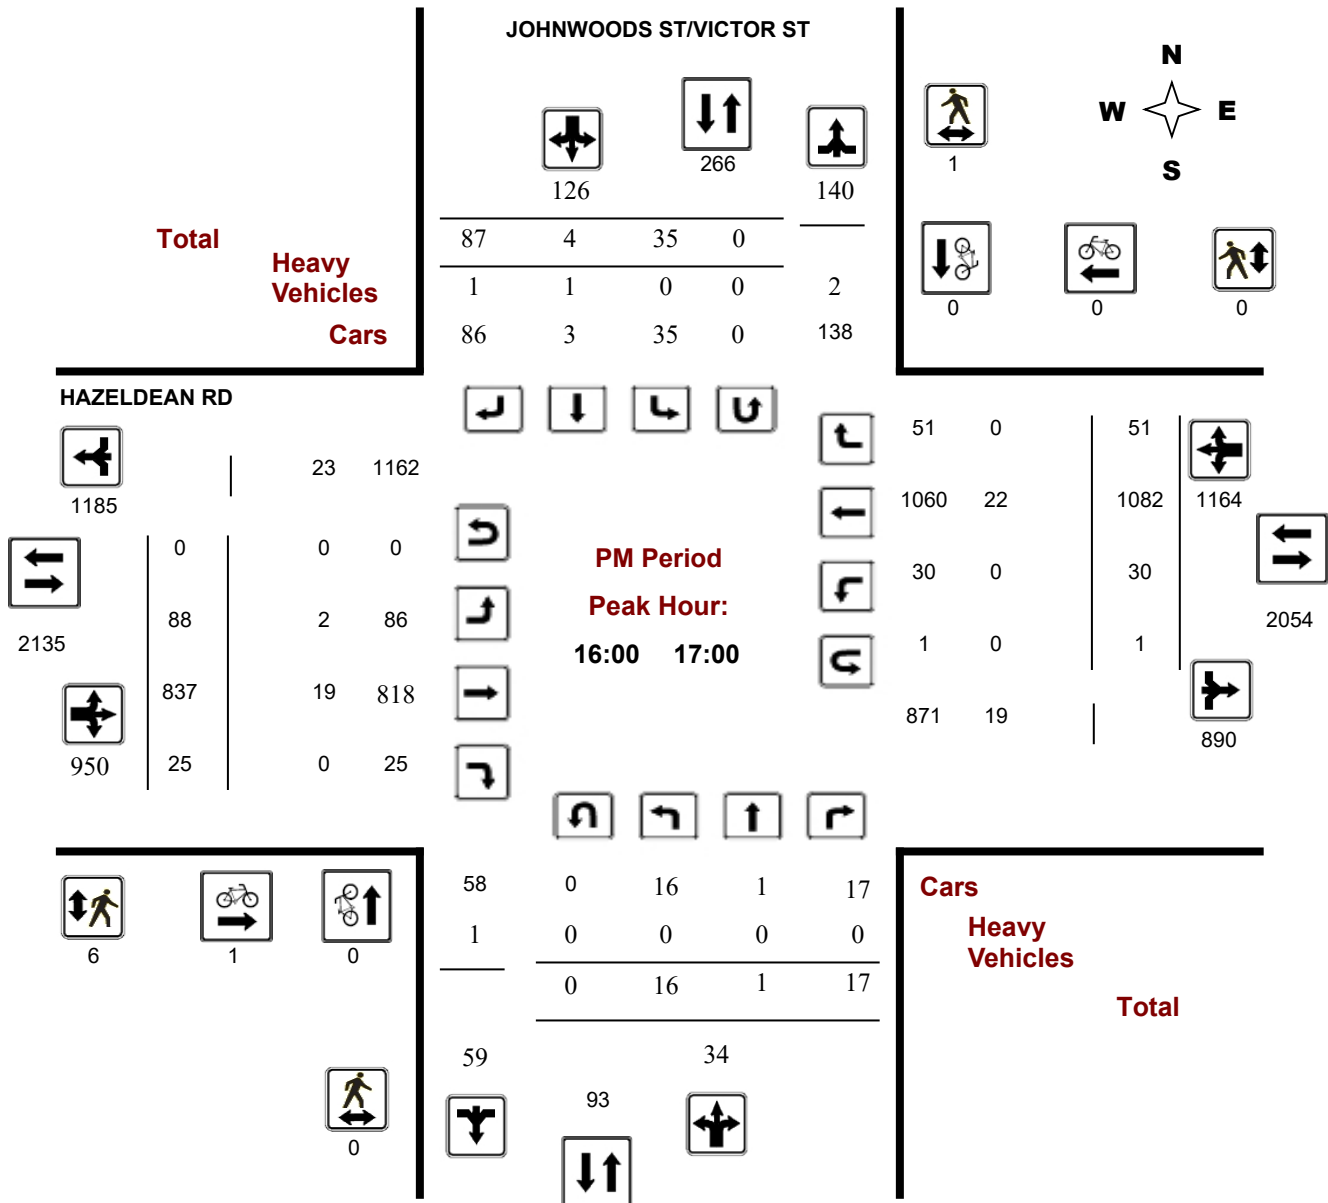 JOHNWOODS ST/VICTOR ST
N
W E
S
266
1
126
140
Total
87 4 35 0
Heavy
Vehicles
1 1 0 0 2
Cars
86 3 35 0 138
0 0 0
HAZELDEAN RD
51 0 51
23 1162
1185
1060 22 1082 1164
0 0 0
PM Period
30 0 30
Peak Hour:
88 2 86
2135
2054
16:00 17:00
1 0 1
837 19 818
871 19
890
950 25 0 25
58 0 16 1 17
Cars
1 0 0 0 0
Heavy
Vehicles
6 1 0
0 16 1 17
Total
59 34
93
0